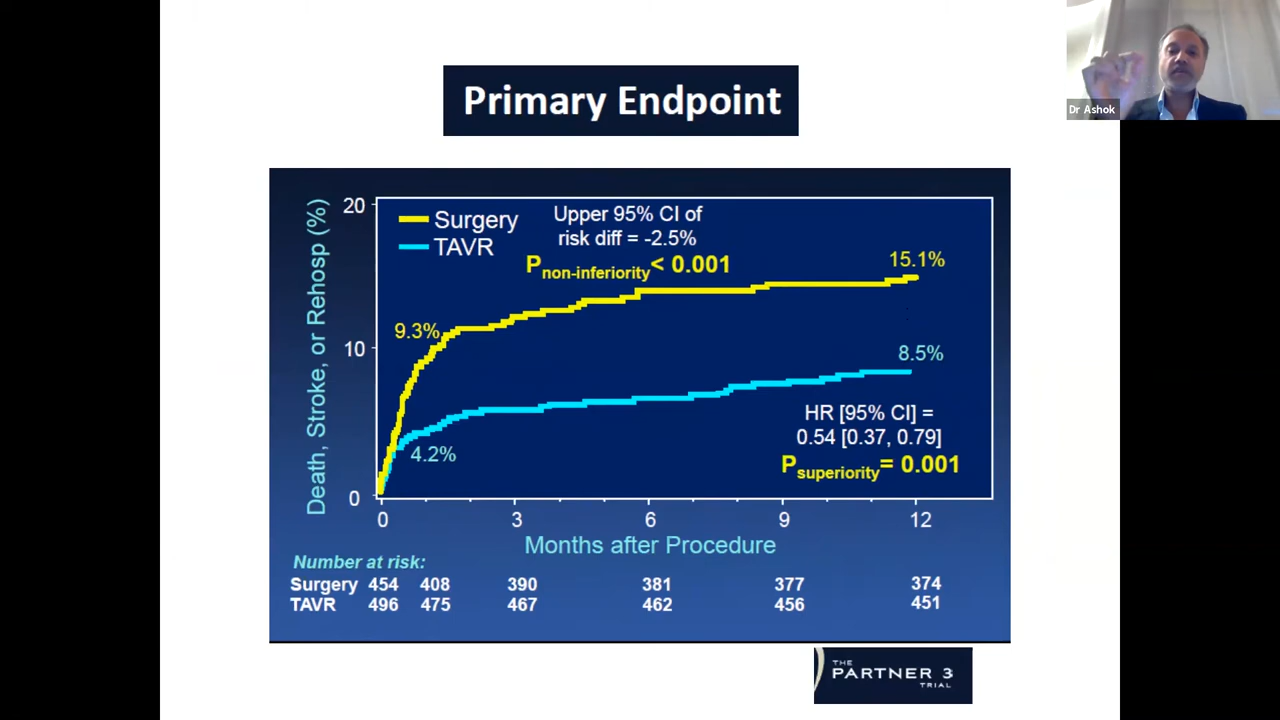 Primary Endpoint
Dr Ashok
Death, Stroke, or Rehosp (%)
20
10
0
Surgery
TAVR
Upper 95% CI of
risk diff = -2.5%
Pnon-inferiority< 0.001
15.1%
9.3%
8.5%
4.2%
HR [95% CI] =
0.54 [0.37, 0.79]
Psuperiority= 0.001
0 3 6 9 12
Months after Procedure
Number at risk:
Surgery 454 408 390 381 377 374
TAVR 496 475 467 462 456 451
THE
PARTNER 3
TRIAL